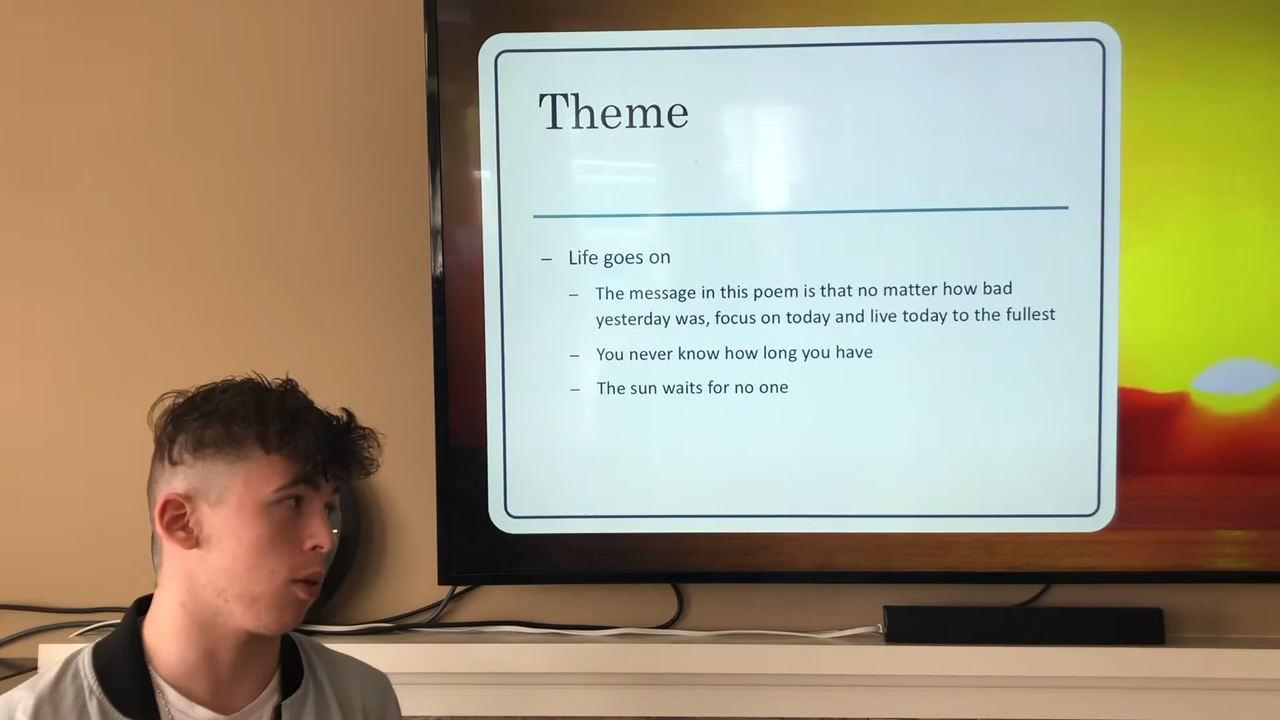 Theme
– Life goes on
– The message in this poem is that no matter how bad
yesterday was, focus on today and live today to the fullest
– You never know how long you have
– The sun waits for no one